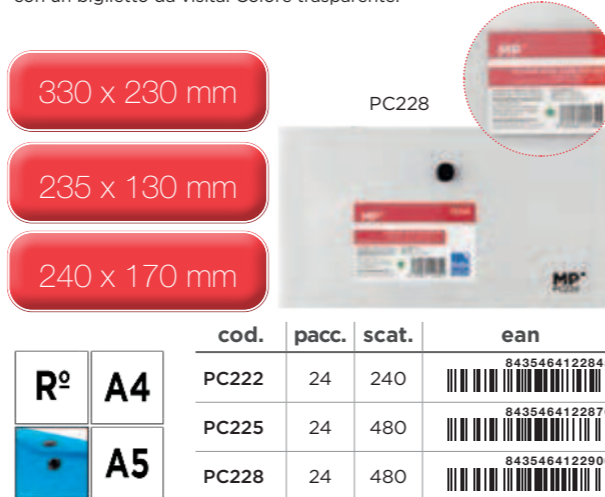 con un biglietto da visita. Colore trasparente.
330 x 230 mm
235 x 130 mm
240 x 170 mm
PC228
MP
MP
MP
PC228
cod. pacc. scat. ean
PC222 24 240 843546412284
PC225 24 480 843546412287
PC228 24 480 843546412290
Rº A4
A5